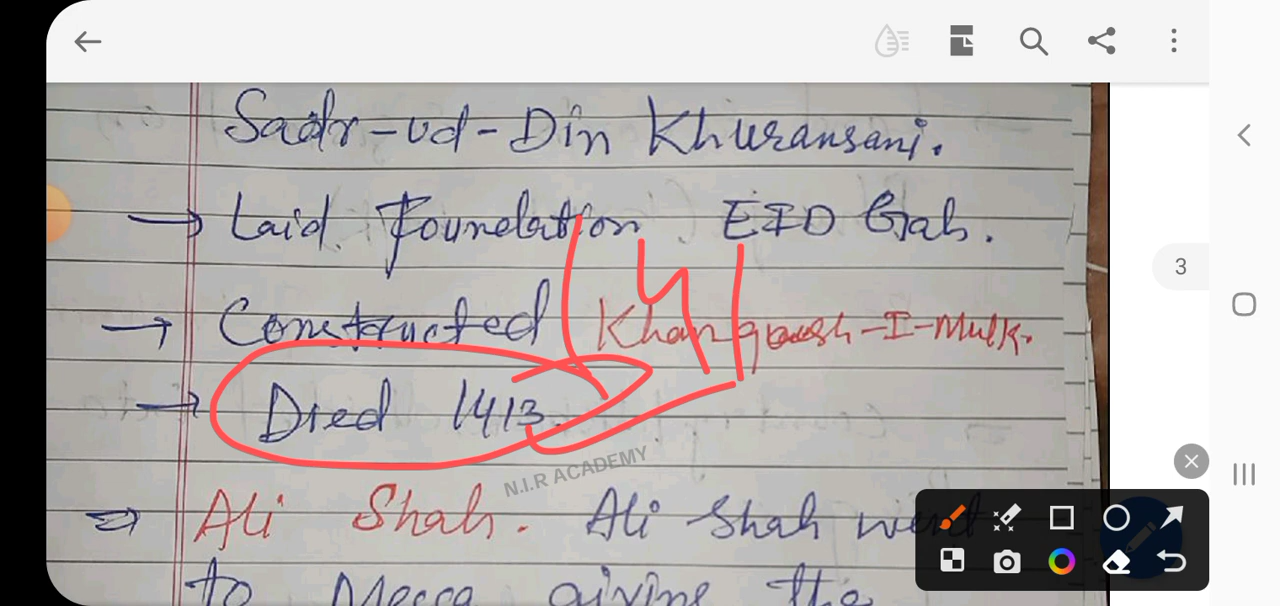 Sadr-ud-Din Khuransani.
→ Laid Foundation EID Gah.
→ Constructed Khanqoash-I-Mulk.
→ Died 1413.
N.I.R ACADEMY
⇒ Ali Shah. Ali Shah went
to Mecca giving the
3